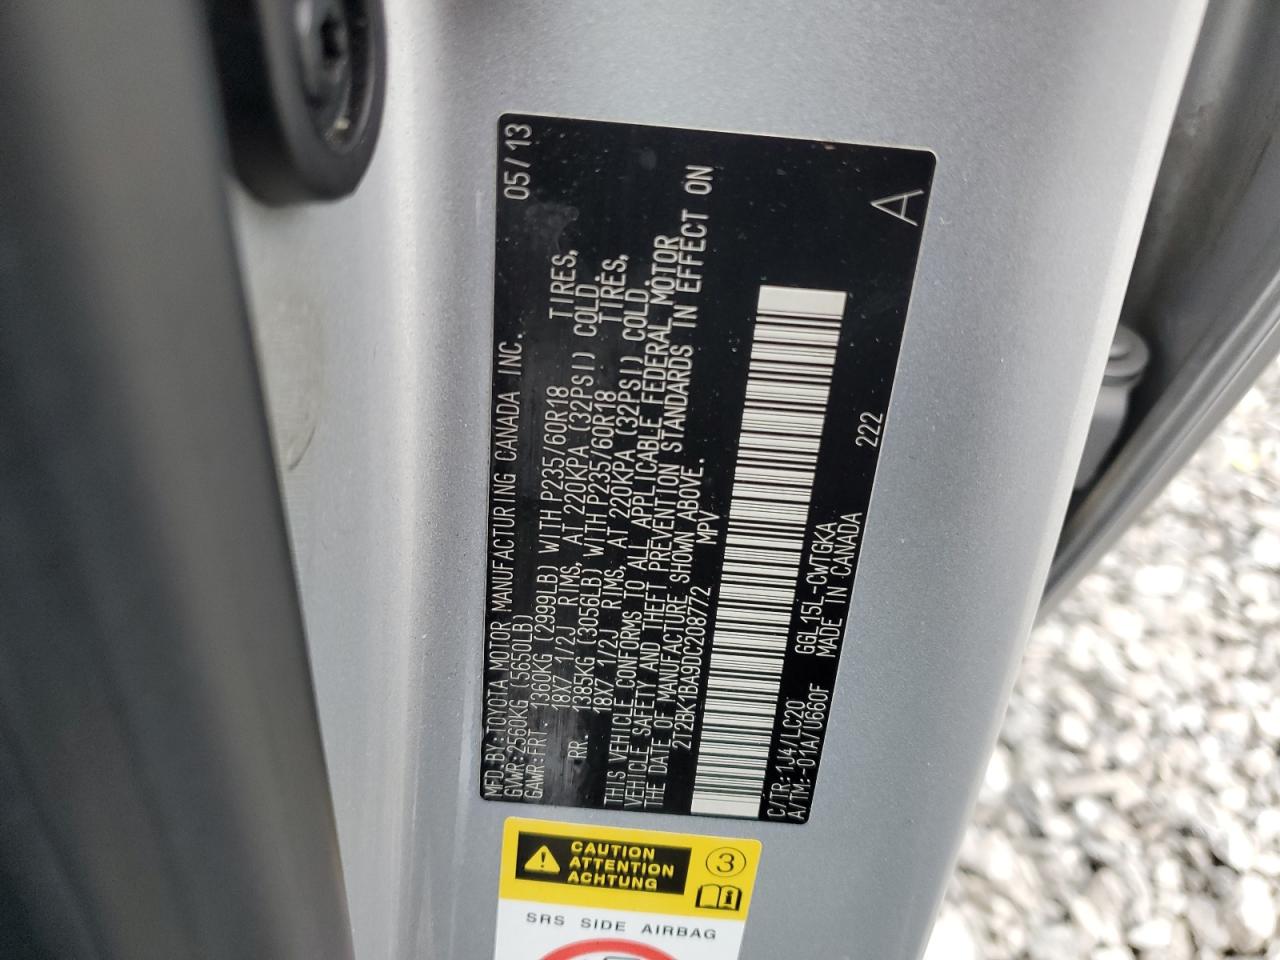 MFD.BY:TOYOTA MOTOR MANUFACTURING CANADA INC. 05/13
GVWR:2560KG (5650LB)
GAWR:FRT. 1360KG (2999LB) WITH P235/60R18 TIRES,
18X7 1/2J RIMS, AT 220KPA (32PSI) COLD.
RR. 1385KG (3056LB) WITH P235/60R18 TIRES,
18X7 1/2J RIMS, AT 220KPA (32PSI) COLD.
THIS VEHICLE CONFORMS TO ALL APPLICABLE FEDERAL MOTOR
VEHICLE SAFETY AND THEFT PREVENTION STANDARDS IN EFFECT ON
THE DATE OF MANUFACTURE SHOWN ABOVE.
2T2BK1BA9DC208772 MPV
C/TR:1J4/LC20 GGL15L-CWTGKA 222
A/TM:-01A/U660F MADE IN CANADA
A
CAUTION
ATTENTION
ACHTUNG
3
SRS SIDE AIRBAG